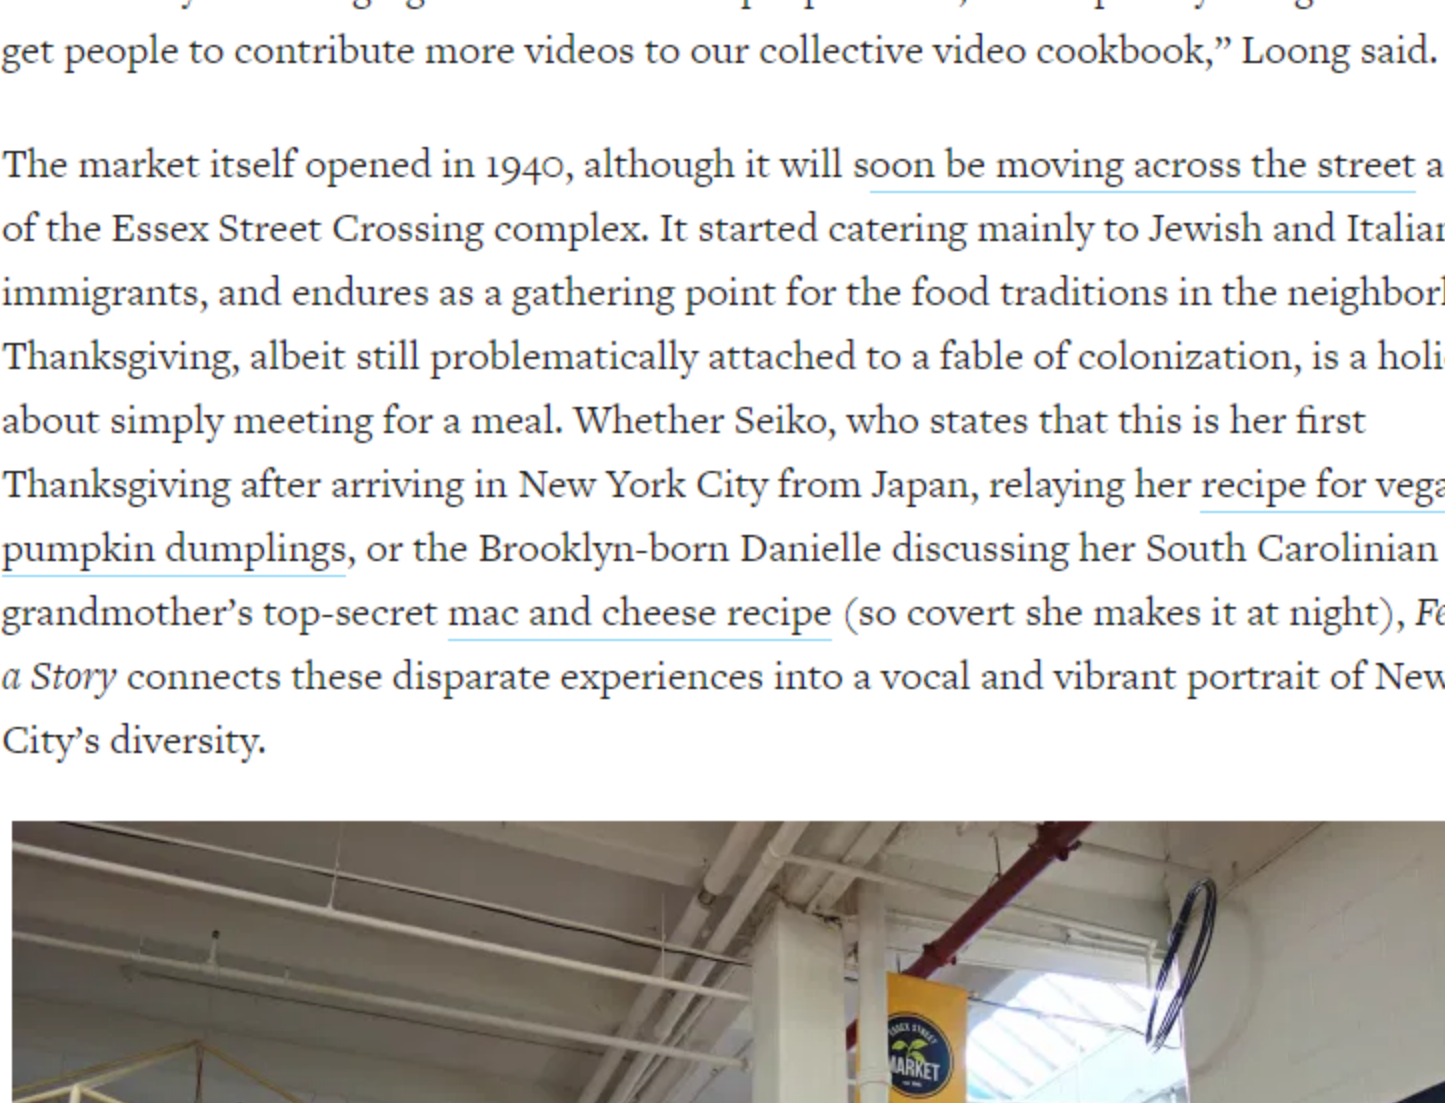 get people to contribute more videos to our collective video cookbook,” Loong said.
The market itself opened in 1940, although it will soon be moving across the street a
of the Essex Street Crossing complex. It started catering mainly to Jewish and Italian
immigrants, and endures as a gathering point for the food traditions in the neighborh
Thanksgiving, albeit still problematically attached to a fable of colonization, is a holi
about simply meeting for a meal. Whether Seiko, who states that this is her first
Thanksgiving after arriving in New York City from Japan, relaying her recipe for vega
pumpkin dumplings, or the Brooklyn-born Danielle discussing her South Carolinian
grandmother’s top-secret mac and cheese recipe (so covert she makes it at night), Fe
a Story connects these disparate experiences into a vocal and vibrant portrait of New
City’s diversity.
ESSEX STREET
MARKET